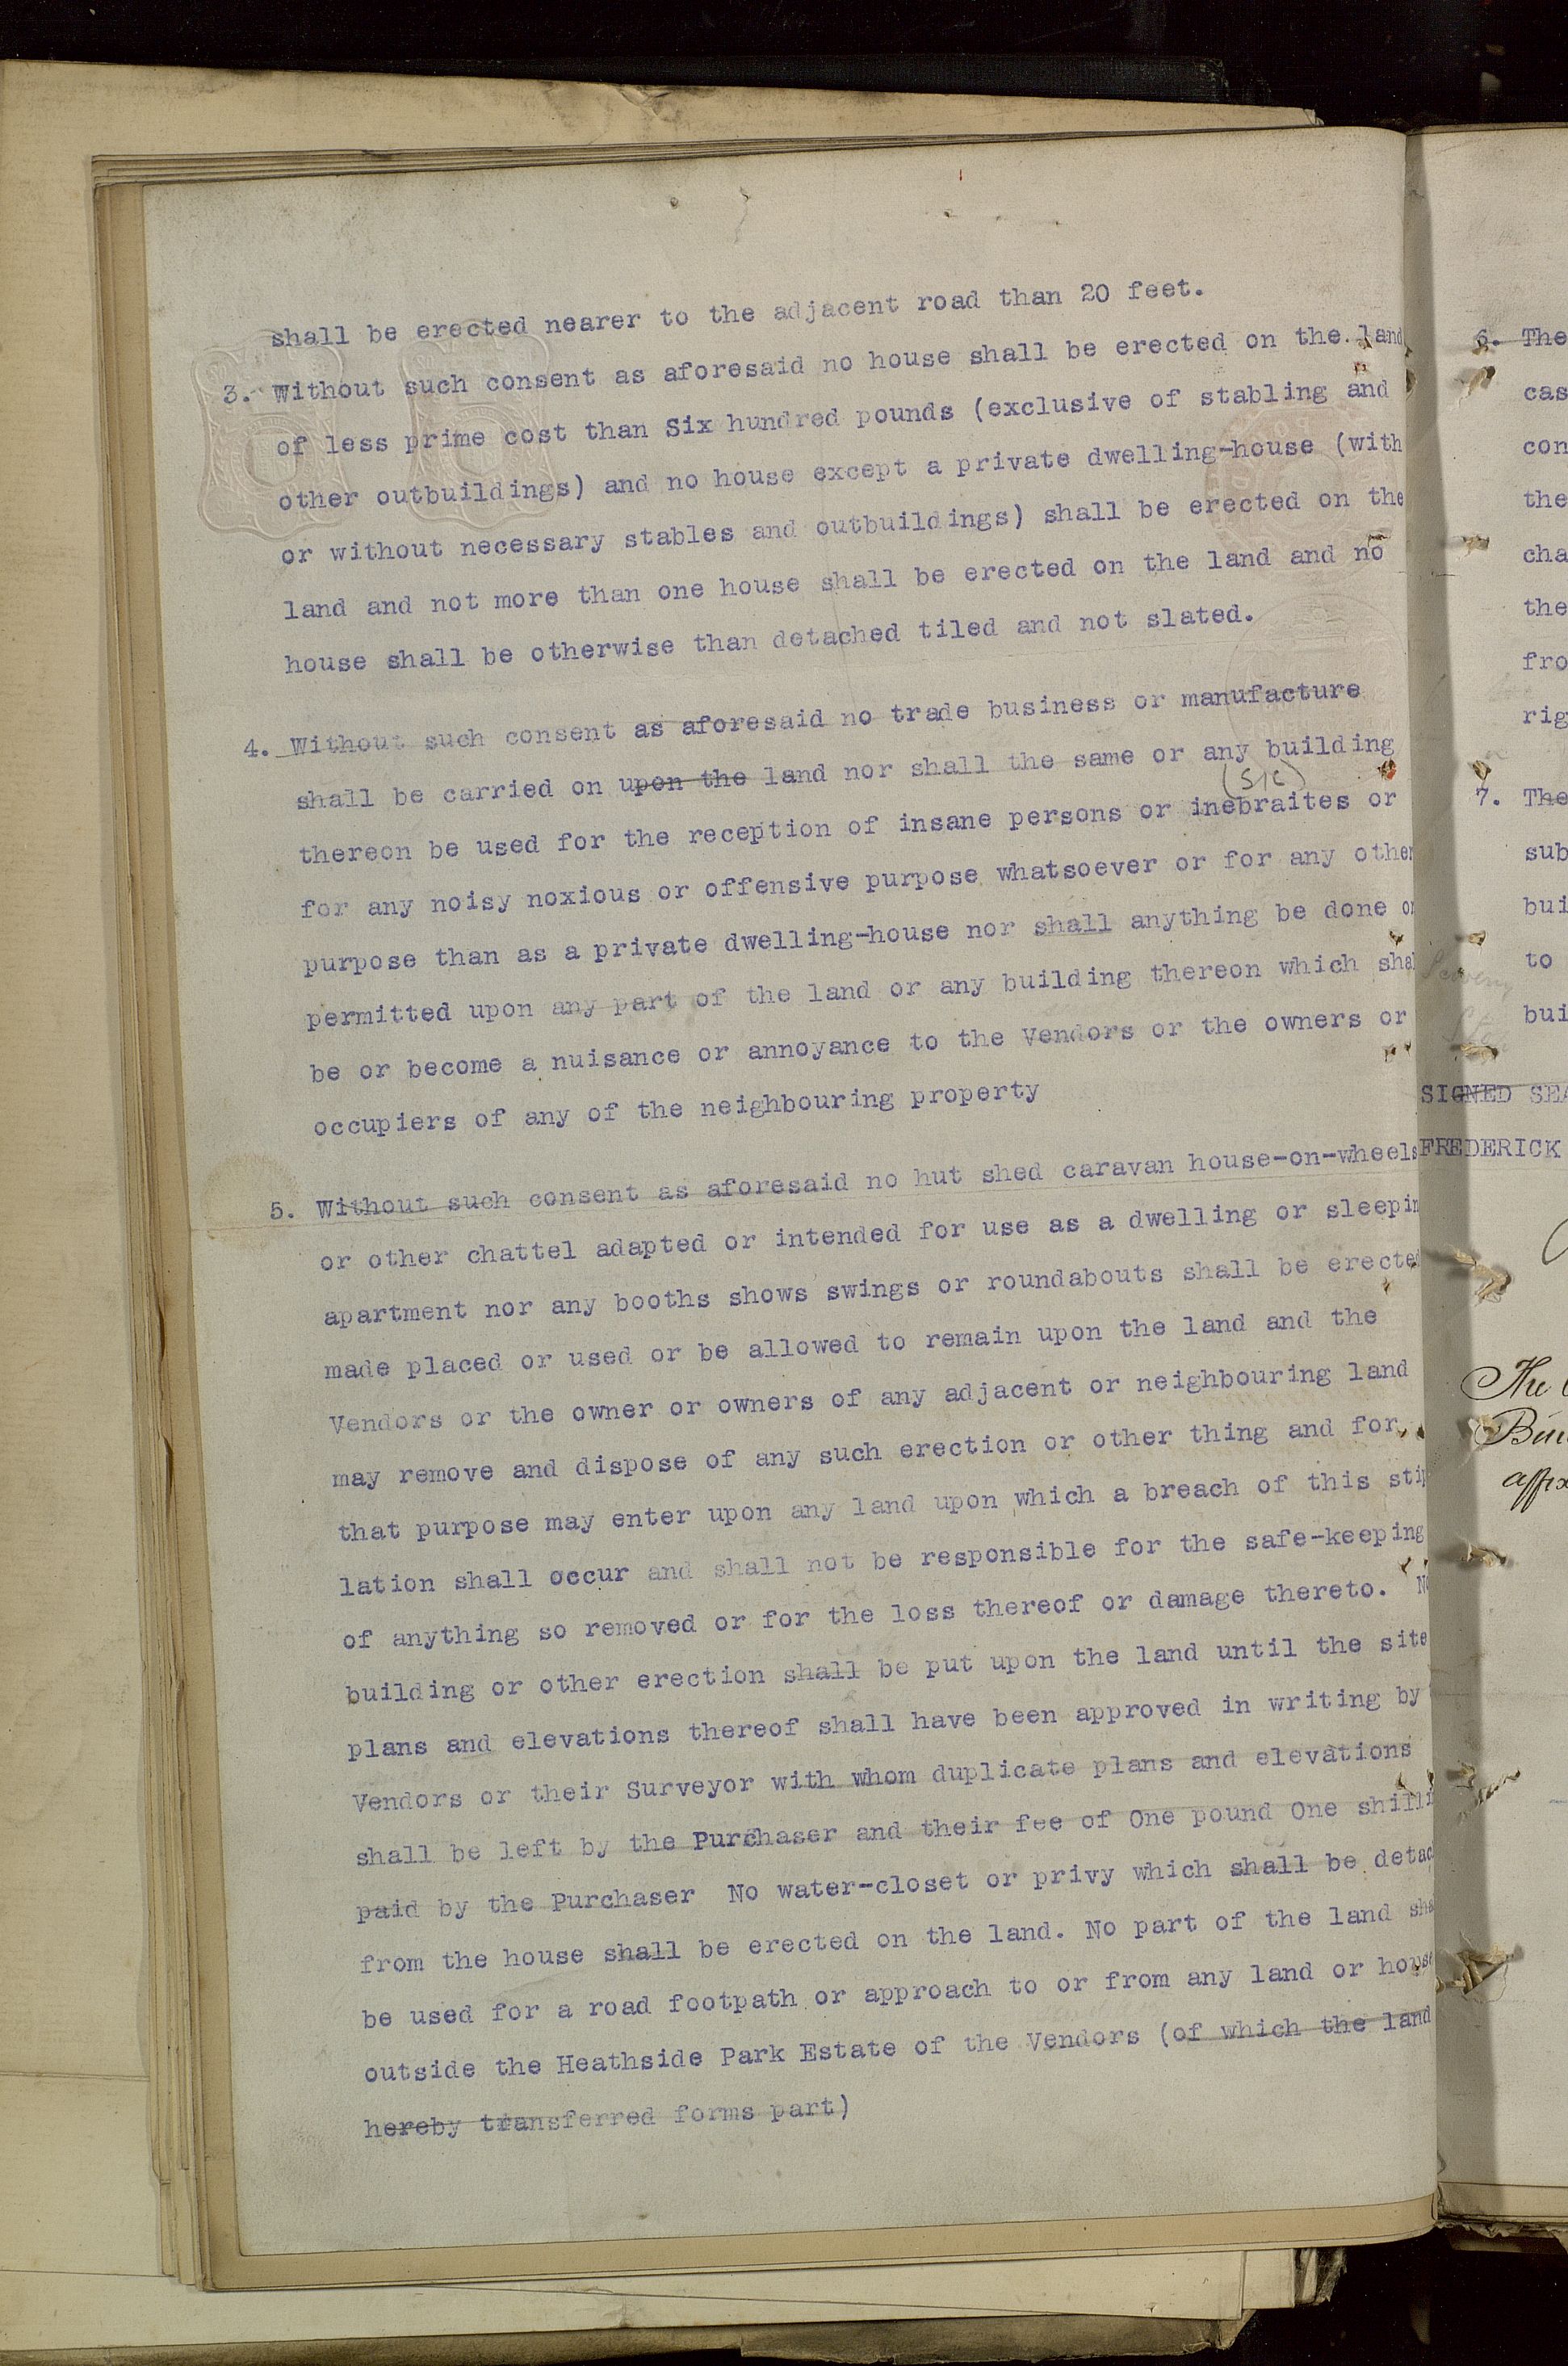 shall be erected nearer to the adjacent road than 20 feet.
3. Without such consent as aforesaid no house shall be erected on the land
of less prime cost than Six hundred pounds (exclusive of stabling and
other outbuildings) and no house except a private dwelling-house (with
or without necessary stables and outbuildings) shall be erected on the
land and not more than one house shall be erected on the land and no
house shall be otherwise than detached tiled and not slated.
4. Without such consent as aforesaid no trade business or manufacture
shall be carried on upon the land nor shall the same or any building
(SIC)
thereon be used for the reception of insane persons or inebraites or
for any noisy noxious or offensive purpose whatsoever or for any other
purpose than as a private dwelling-house nor shall anything be done or
permitted upon any part of the land or any building thereon which sha
be or become a nuisance or annoyance to the Vendors or the owners or
occupiers of any of the neighbouring property
5. Without such consent as aforesaid no hut shed caravan house-on-wheels
or other chattel adapted or intended for use as a dwelling or sleepin
apartment nor any booths shows swings or roundabouts shall be erected
made placed or used or be allowed to remain upon the land and the
Vendors or the owner or owners of any adjacent or neighbouring land
may remove and dispose of any such erection or other thing and for
that purpose may enter upon any land upon which a breach of this stip
lation shall occur and shall not be responsible for the safe-keeping
of anything so removed or for the loss thereof or damage thereto. No
building or other erection shall be put upon the land until the site
plans and elevations thereof shall have been approved in writing by
Vendors or their Surveyor with whom duplicate plans and elevations
shall be left by the Purchaser and their fee of One pound One shilli
paid by the Purchaser No water-closet or privy which shall be detac
from the house shall be erected on the land. No part of the land sha
be used for a road footpath or approach to or from any land or house
outside the Heathside Park Estate of the Vendors (of which the land
hereby transferred forms part)
6. The
cas
con
the
cha
the
fro
rig
7. The
sub
bui
to
bui
SIGNED SEA
FREDERICK
The
affix